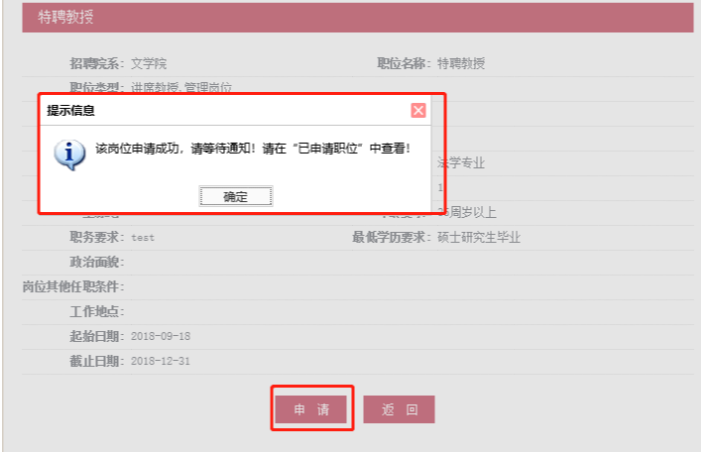 特聘教授
招聘院系：文学院 职位名称：特聘教授
职位类型：讲席教授,管理岗位
提示信息
该岗位申请成功，请等待通知！请在“已申请职位”中查看！
确定
法学专业
1
周岁以上
职务要求：test 最低学历要求：硕士研究生毕业
政治面貌：
岗位其他任职条件：
工作地点：
起始日期：2018-09-18
截止日期：2018-12-31
申 请 返 回